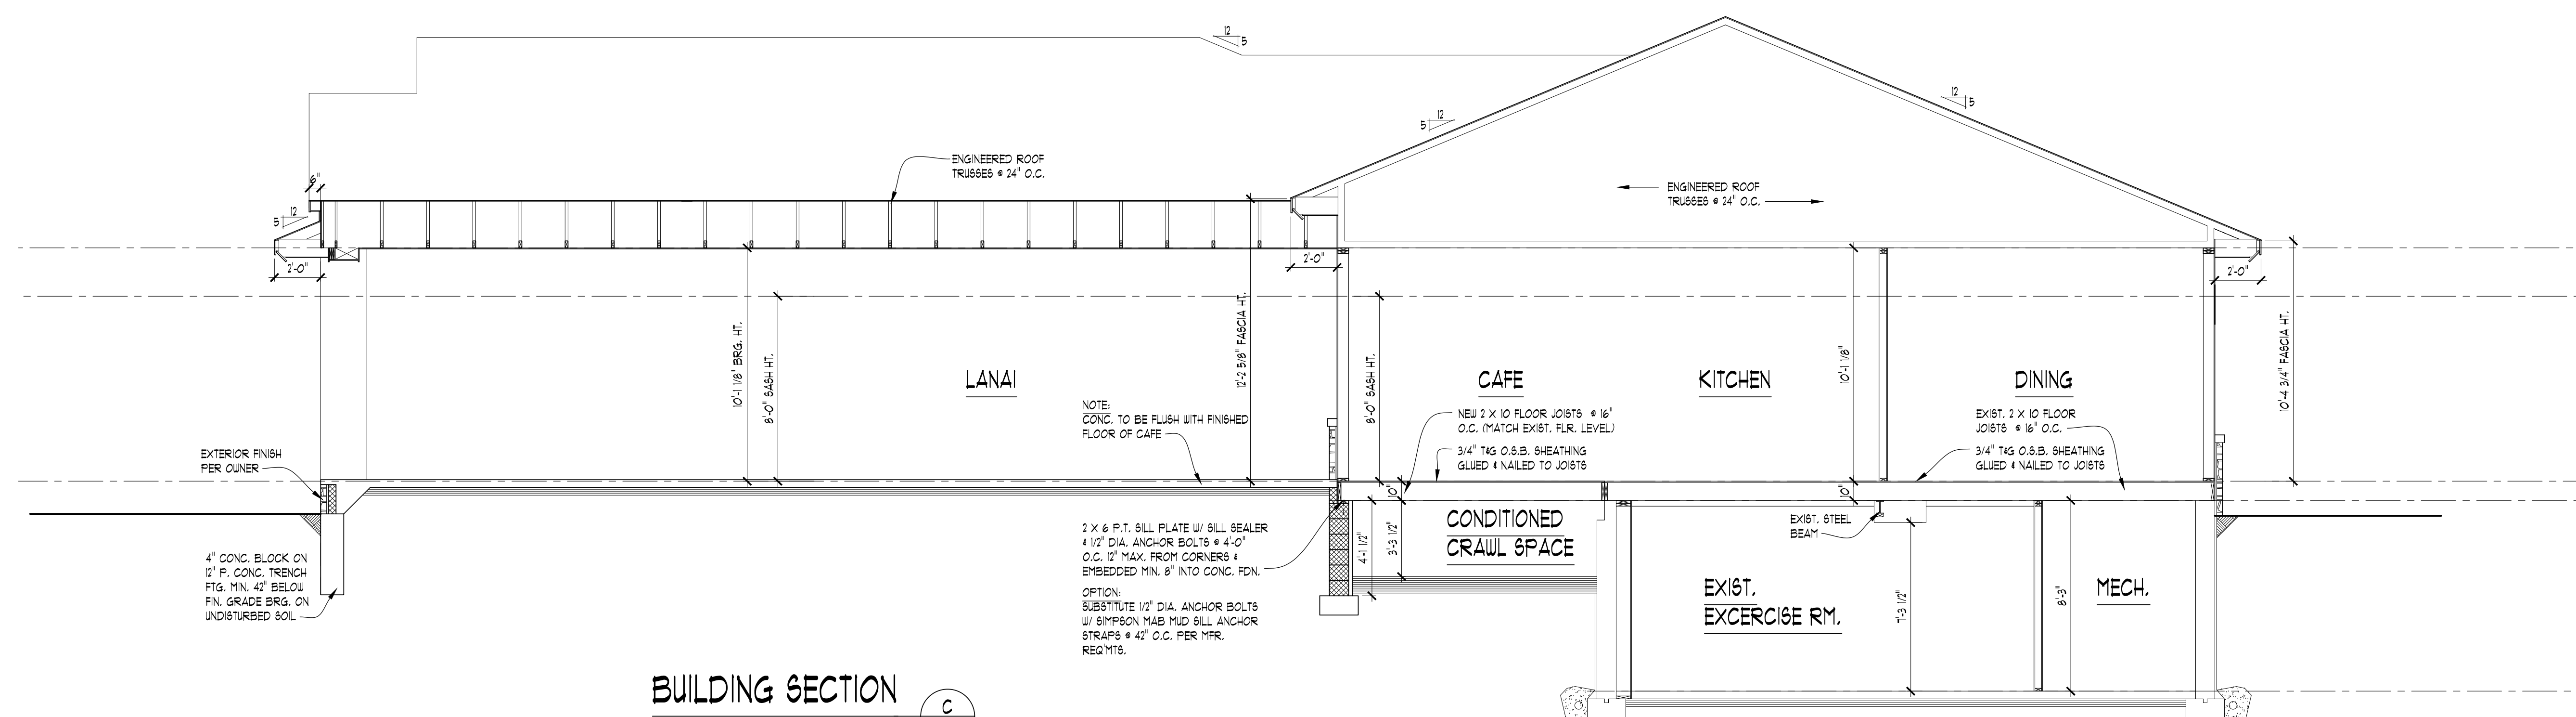 12
5
12
5
12
5
ENGINEERED ROOF
TRUSSES @ 24" O.C.
ENGINEERED ROOF
TRUSSES @ 24" O.C.
6"
12
5
2'-0"
2'-0"
2'-0"
10'-1 1/8" BRG. HT.
8'-0" SASH HT.
12'-2 5/8" FASCIA HT.
8'-0" SASH HT.
10'-1 1/8"
10'-4 3/4" FASCIA HT.
LANAI
CAFE
KITCHEN
DINING
NOTE:
CONC. TO BE FLUSH WITH FINISHED
FLOOR OF CAFE
NEW 2 X 10 FLOOR JOISTS @ 16"
O.C. (MATCH EXIST. FLR. LEVEL)
3/4" T&G O.S.B. SHEATHING
GLUED & NAILED TO JOISTS
EXIST. 2 X 10 FLOOR
JOISTS @ 16" O.C.
3/4" T&G O.S.B. SHEATHING
GLUED & NAILED TO JOISTS
EXTERIOR FINISH
PER OWNER
10"
10"
4" CONC. BLOCK ON
12" P. CONC. TRENCH
FTG. MIN. 42" BELOW
FIN. GRADE BRG. ON
UNDISTURBED SOIL
2 X 6 P.T. SILL PLATE W/ SILL SEALER
& 1/2" DIA. ANCHOR BOLTS @ 4'-0"
O.C. 12" MAX. FROM CORNERS &
EMBEDDED MIN. 8" INTO CONC. FDN.
OPTION:
SUBSTITUTE 1/2" DIA. ANCHOR BOLTS
W/ SIMPSON MAB MUD SILL ANCHOR
STRAPS @ 42" O.C. PER MFR.
REQ'MTS.
4'-1 1/2"
3'-3 1/2"
CONDITIONED
CRAWL SPACE
EXIST. STEEL
BEAM
EXIST.
EXCERCISE RM.
7'-3 1/2"
8'-3"
MECH.
BUILDING SECTION
C